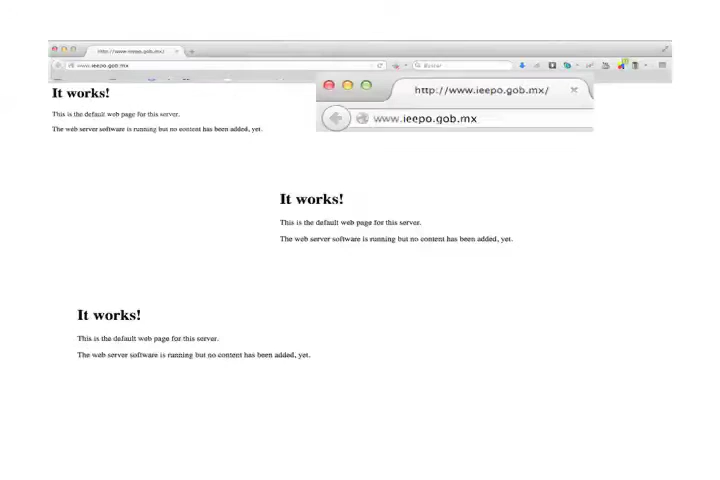 http://www.ieepo.gob.mx/
www.ieepo.gob.mx
Buscar
It works!
This is the default web page for this server.
The web server software is running but no content has been added, yet.
http://www.ieepo.gob.mx/
www.ieepo.gob.mx
It works!
This is the default web page for this server.
The web server software is running but no content has been added, yet.
It works!
This is the default web page for this server.
The web server software is running but no content has been added, yet.